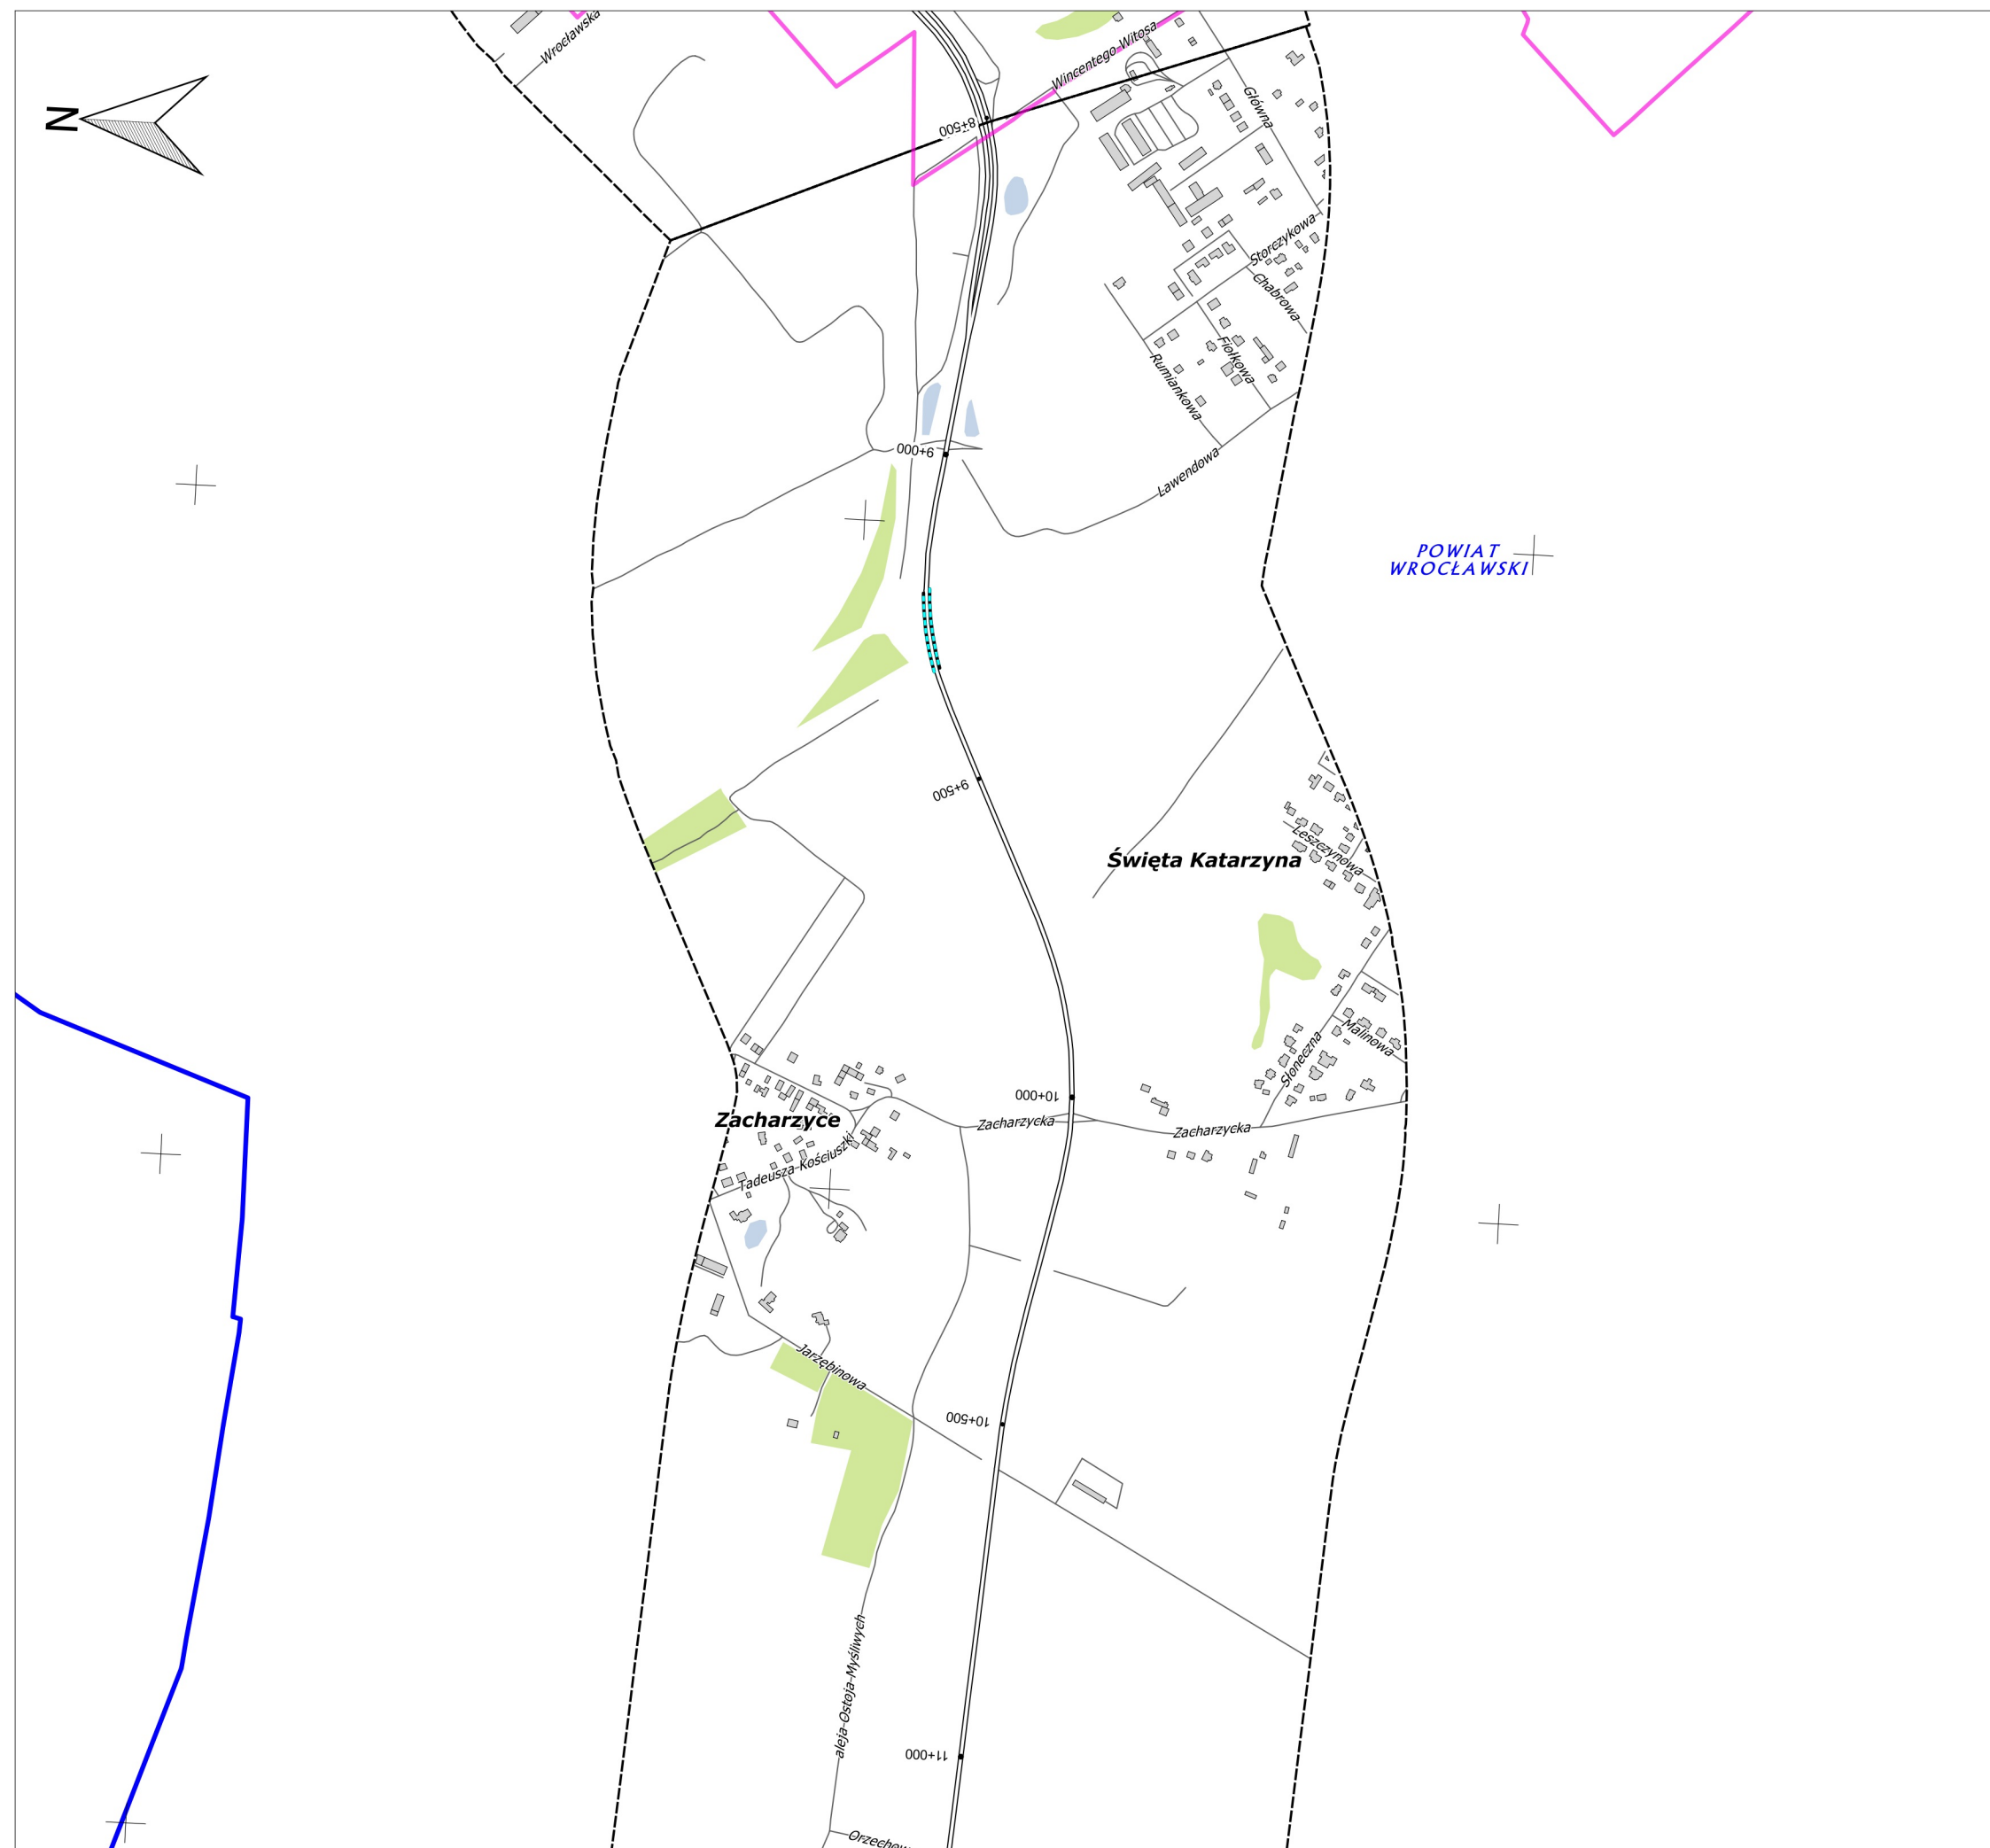 Wrocławska
Wincentego Witosa
N
8+500
Główna
Storczykowa
Chabrowa
Fiołkowa
Rumiankowa
9+000
Lawendowa
POWIAT
WROCŁAWSKI
9+500
Leszczynowa
Święta Katarzyna
Malinowa
Słoneczna
10+000
Zacharzyce
Zacharzycka
Zacharzycka
Tadeusza Kościuszki
Jarzębinowa
10+500
aleja Ostoja Myśliwych
11+000